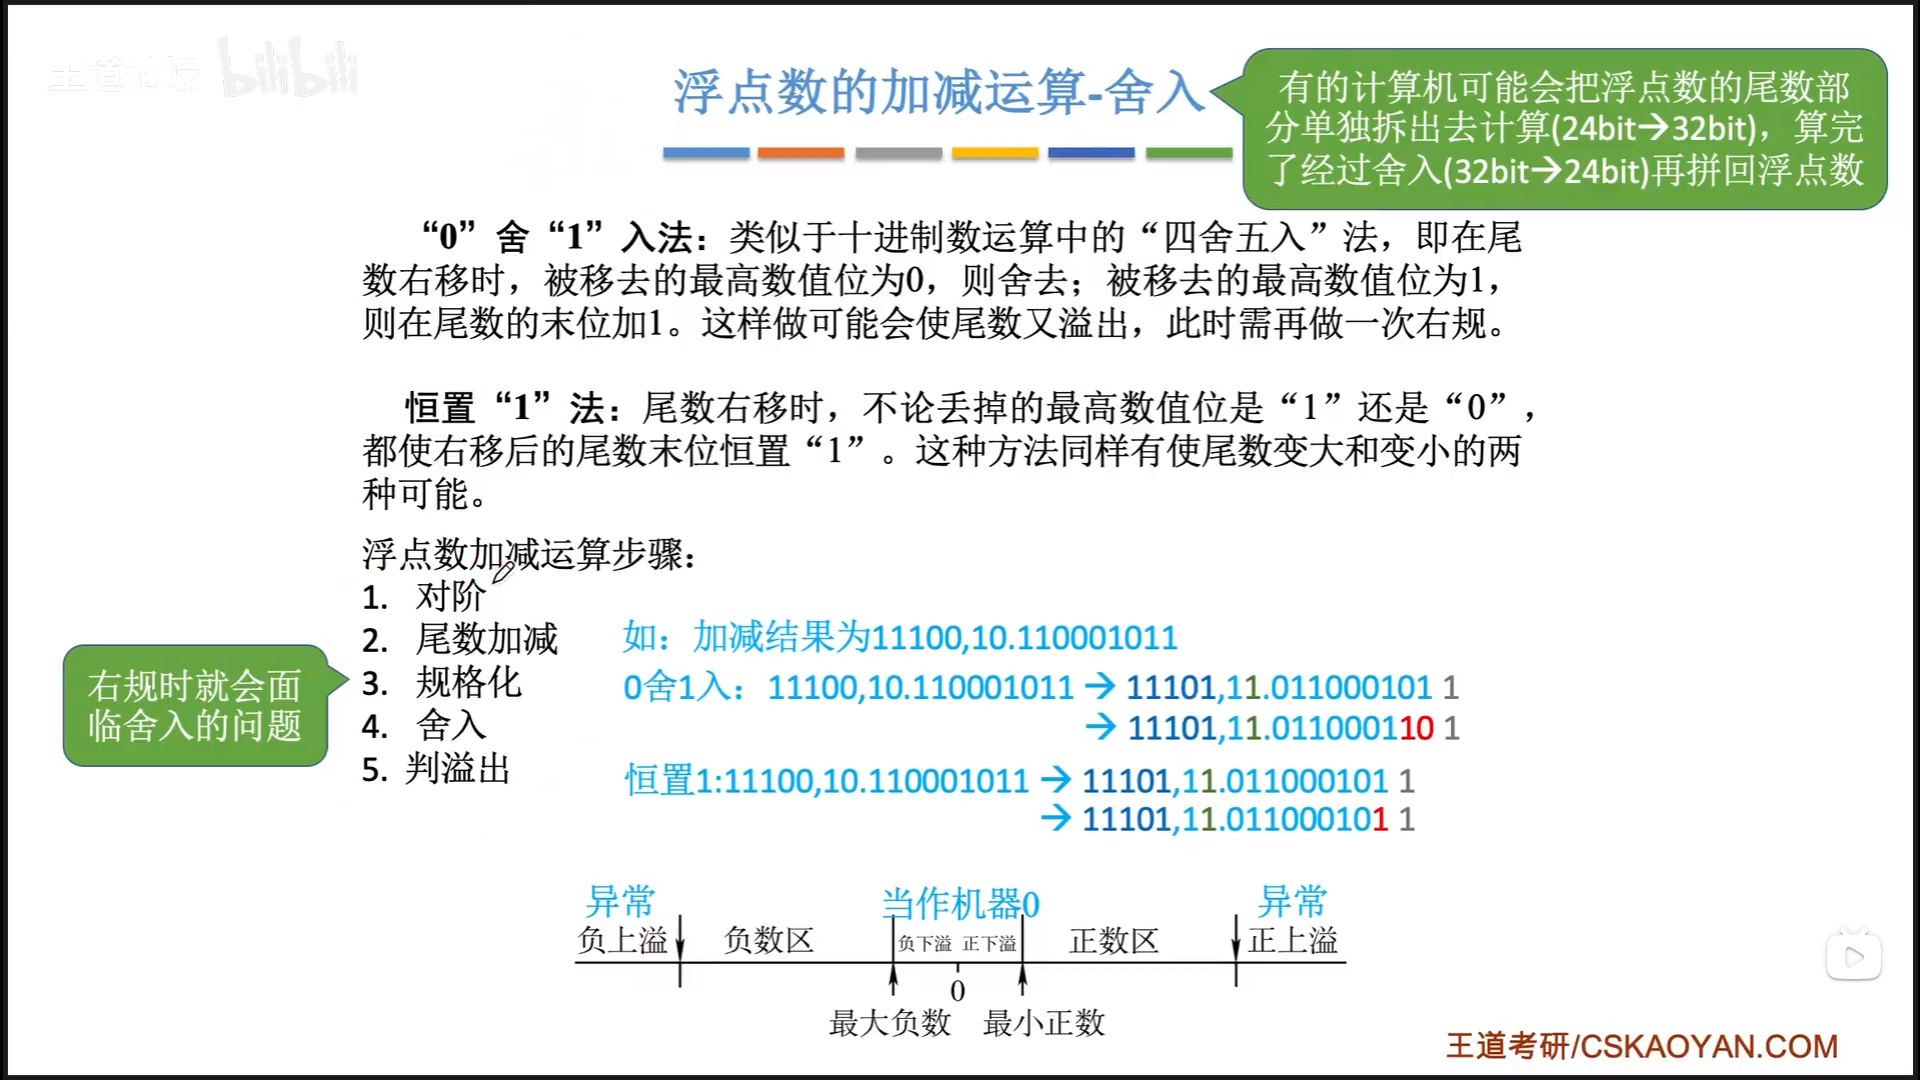 王道论坛 bilibili
浮点数的加减运算-舍入
有的计算机可能会把浮点数的尾数部
分单独拆出去计算(24bit→32bit)，算完
了经过舍入(32bit→24bit)再拼回浮点数
“0”舍“1”入法：类似于十进制数运算中的“四舍五入”法，即在尾
数右移时，被移去的最高数值位为0，则舍去；被移去的最高数值位为1，
则在尾数的末位加1。这样做可能会使尾数又溢出，此时需再做一次右规。
恒置“1”法：尾数右移时，不论丢掉的最高数值位是“1”还是“0”，
都使右移后的尾数末位恒置“1”。这种方法同样有使尾数变大和变小的两
种可能。
浮点数加减运算步骤：
1. 对阶
2. 尾数加减
3. 规格化
4. 舍入
5. 判溢出
右规时就会面
临舍入的问题
如：加减结果为11100,10.110001011
0舍1入：11100,10.110001011 → 11101,11.011000101 1
→ 11101,11.011000110 1
恒置1:11100,10.110001011 → 11101,11.011000101 1
→ 11101,11.011000101 1
异常 当作机器0 异常
负上溢 负数区 负下溢 正下溢 正数区 正上溢
0
最大负数 最小正数
王道考研/CSKAOYAN.COM